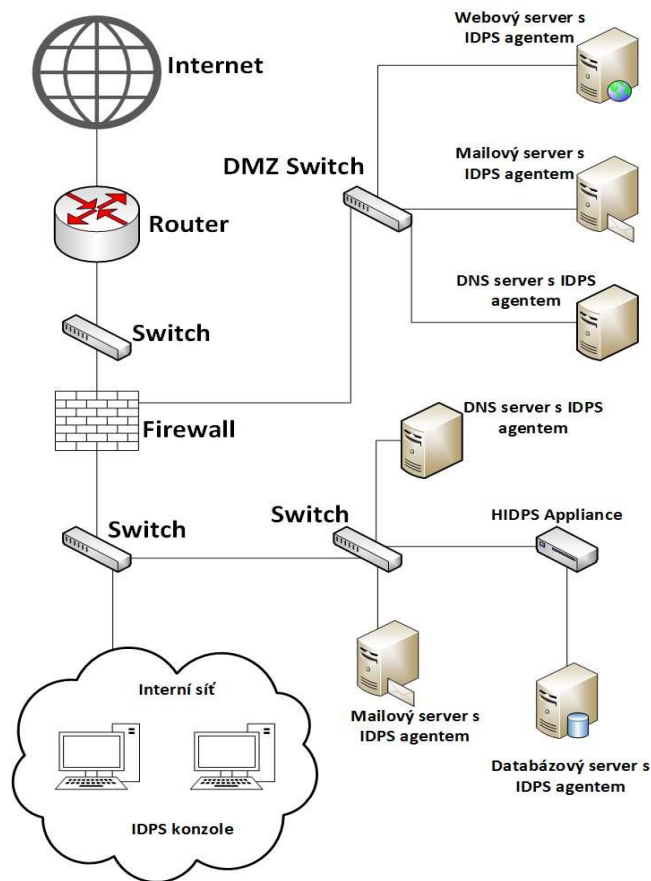 Webový server s
IDPS agentem
Internet
Mailový server s
IDPS agentem
DMZ Switch
Router
DNS server s IDPS
agentem
Switch
DNS server s IDPS
agentem
Firewall
Switch
Switch
HIDPS Appliance
Interní síť
Mailový server s
IDPS agentem
Databázový server s
IDPS agentem
IDPS konzole